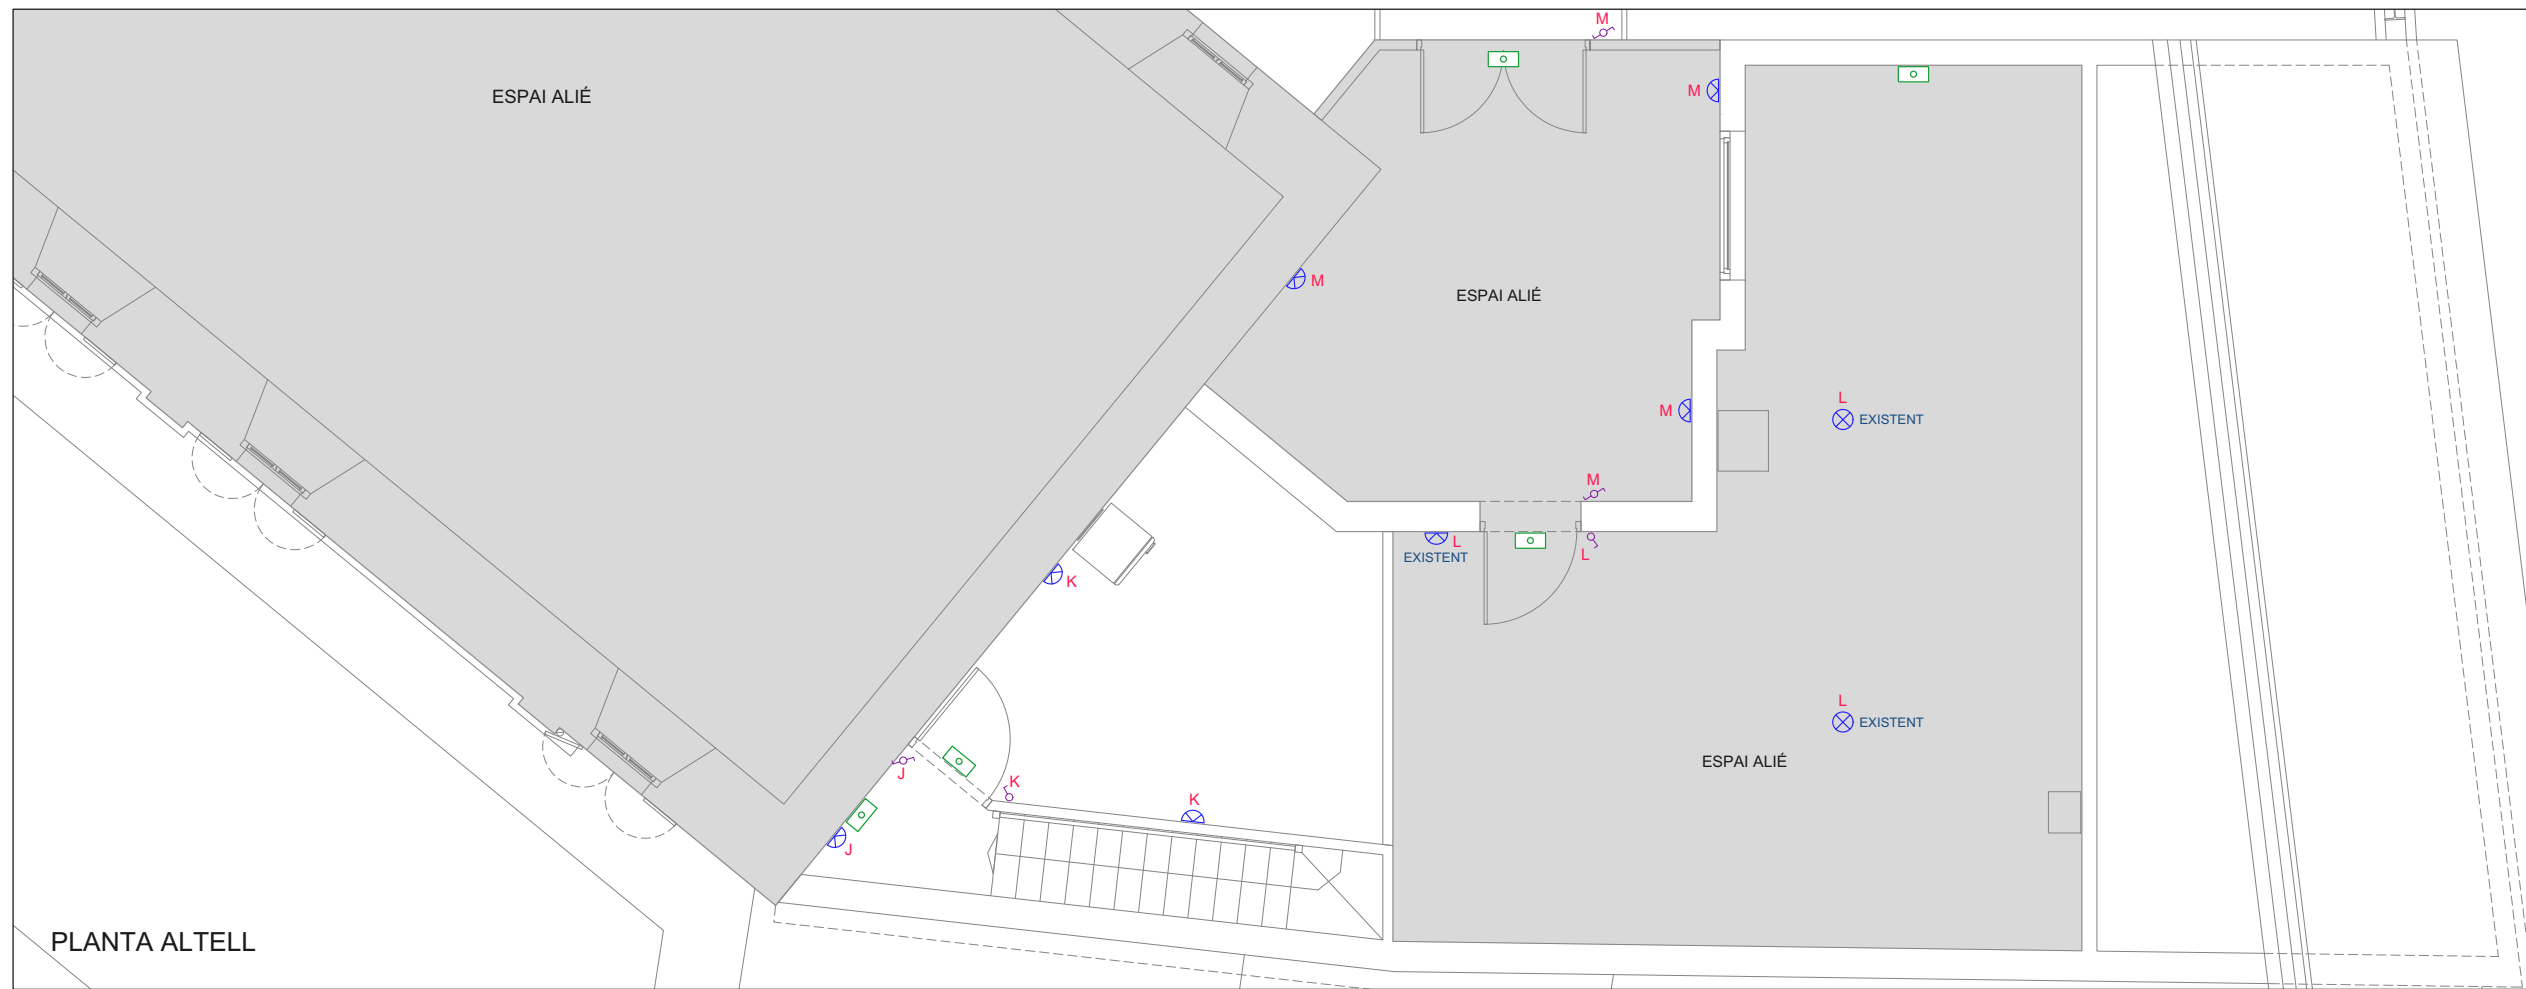 M
ESPAI ALIÉ
M
M
ESPAI ALIÉ
L
EXISTENT
M
M
L
EXISTENT
L
K
L
EXISTENT
ESPAI ALIÉ
J
K
K
J
PLANTA ALTELL